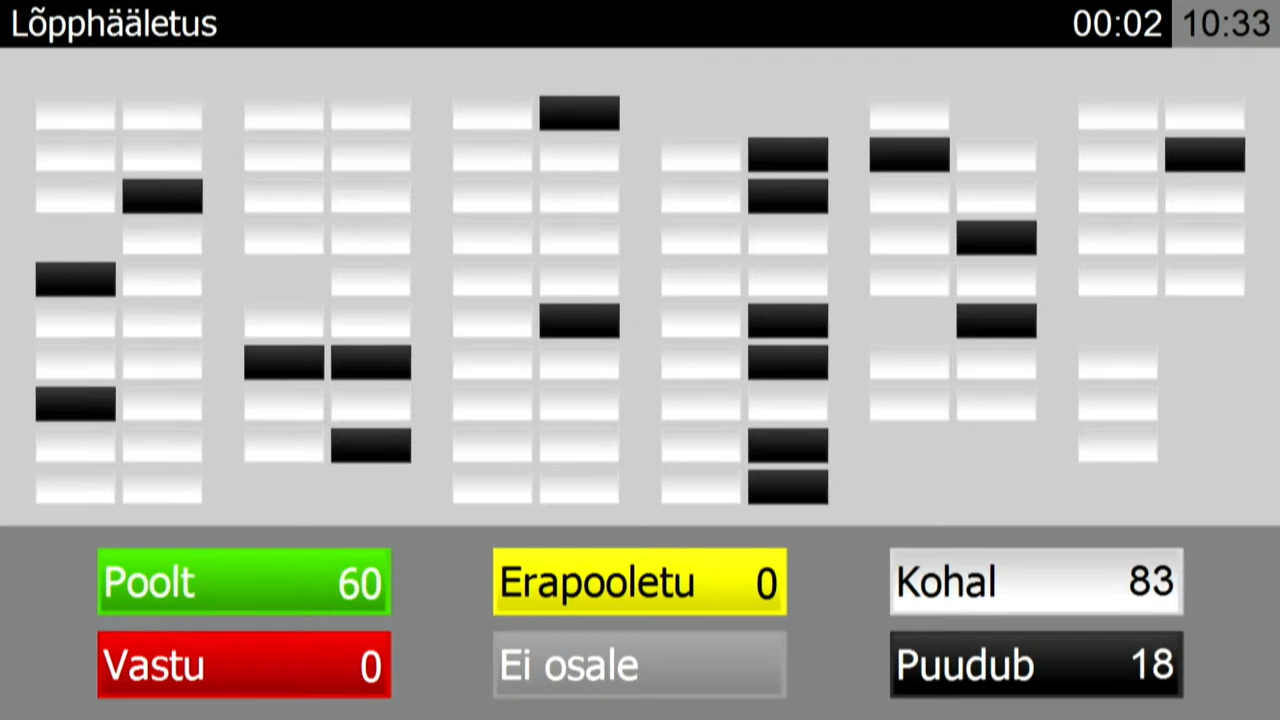 Lõpphääletus 00:02 10:33
Poolt 60 Erapooletu 0 Kohal 83
Vastu 0 Ei osale Puudub 18